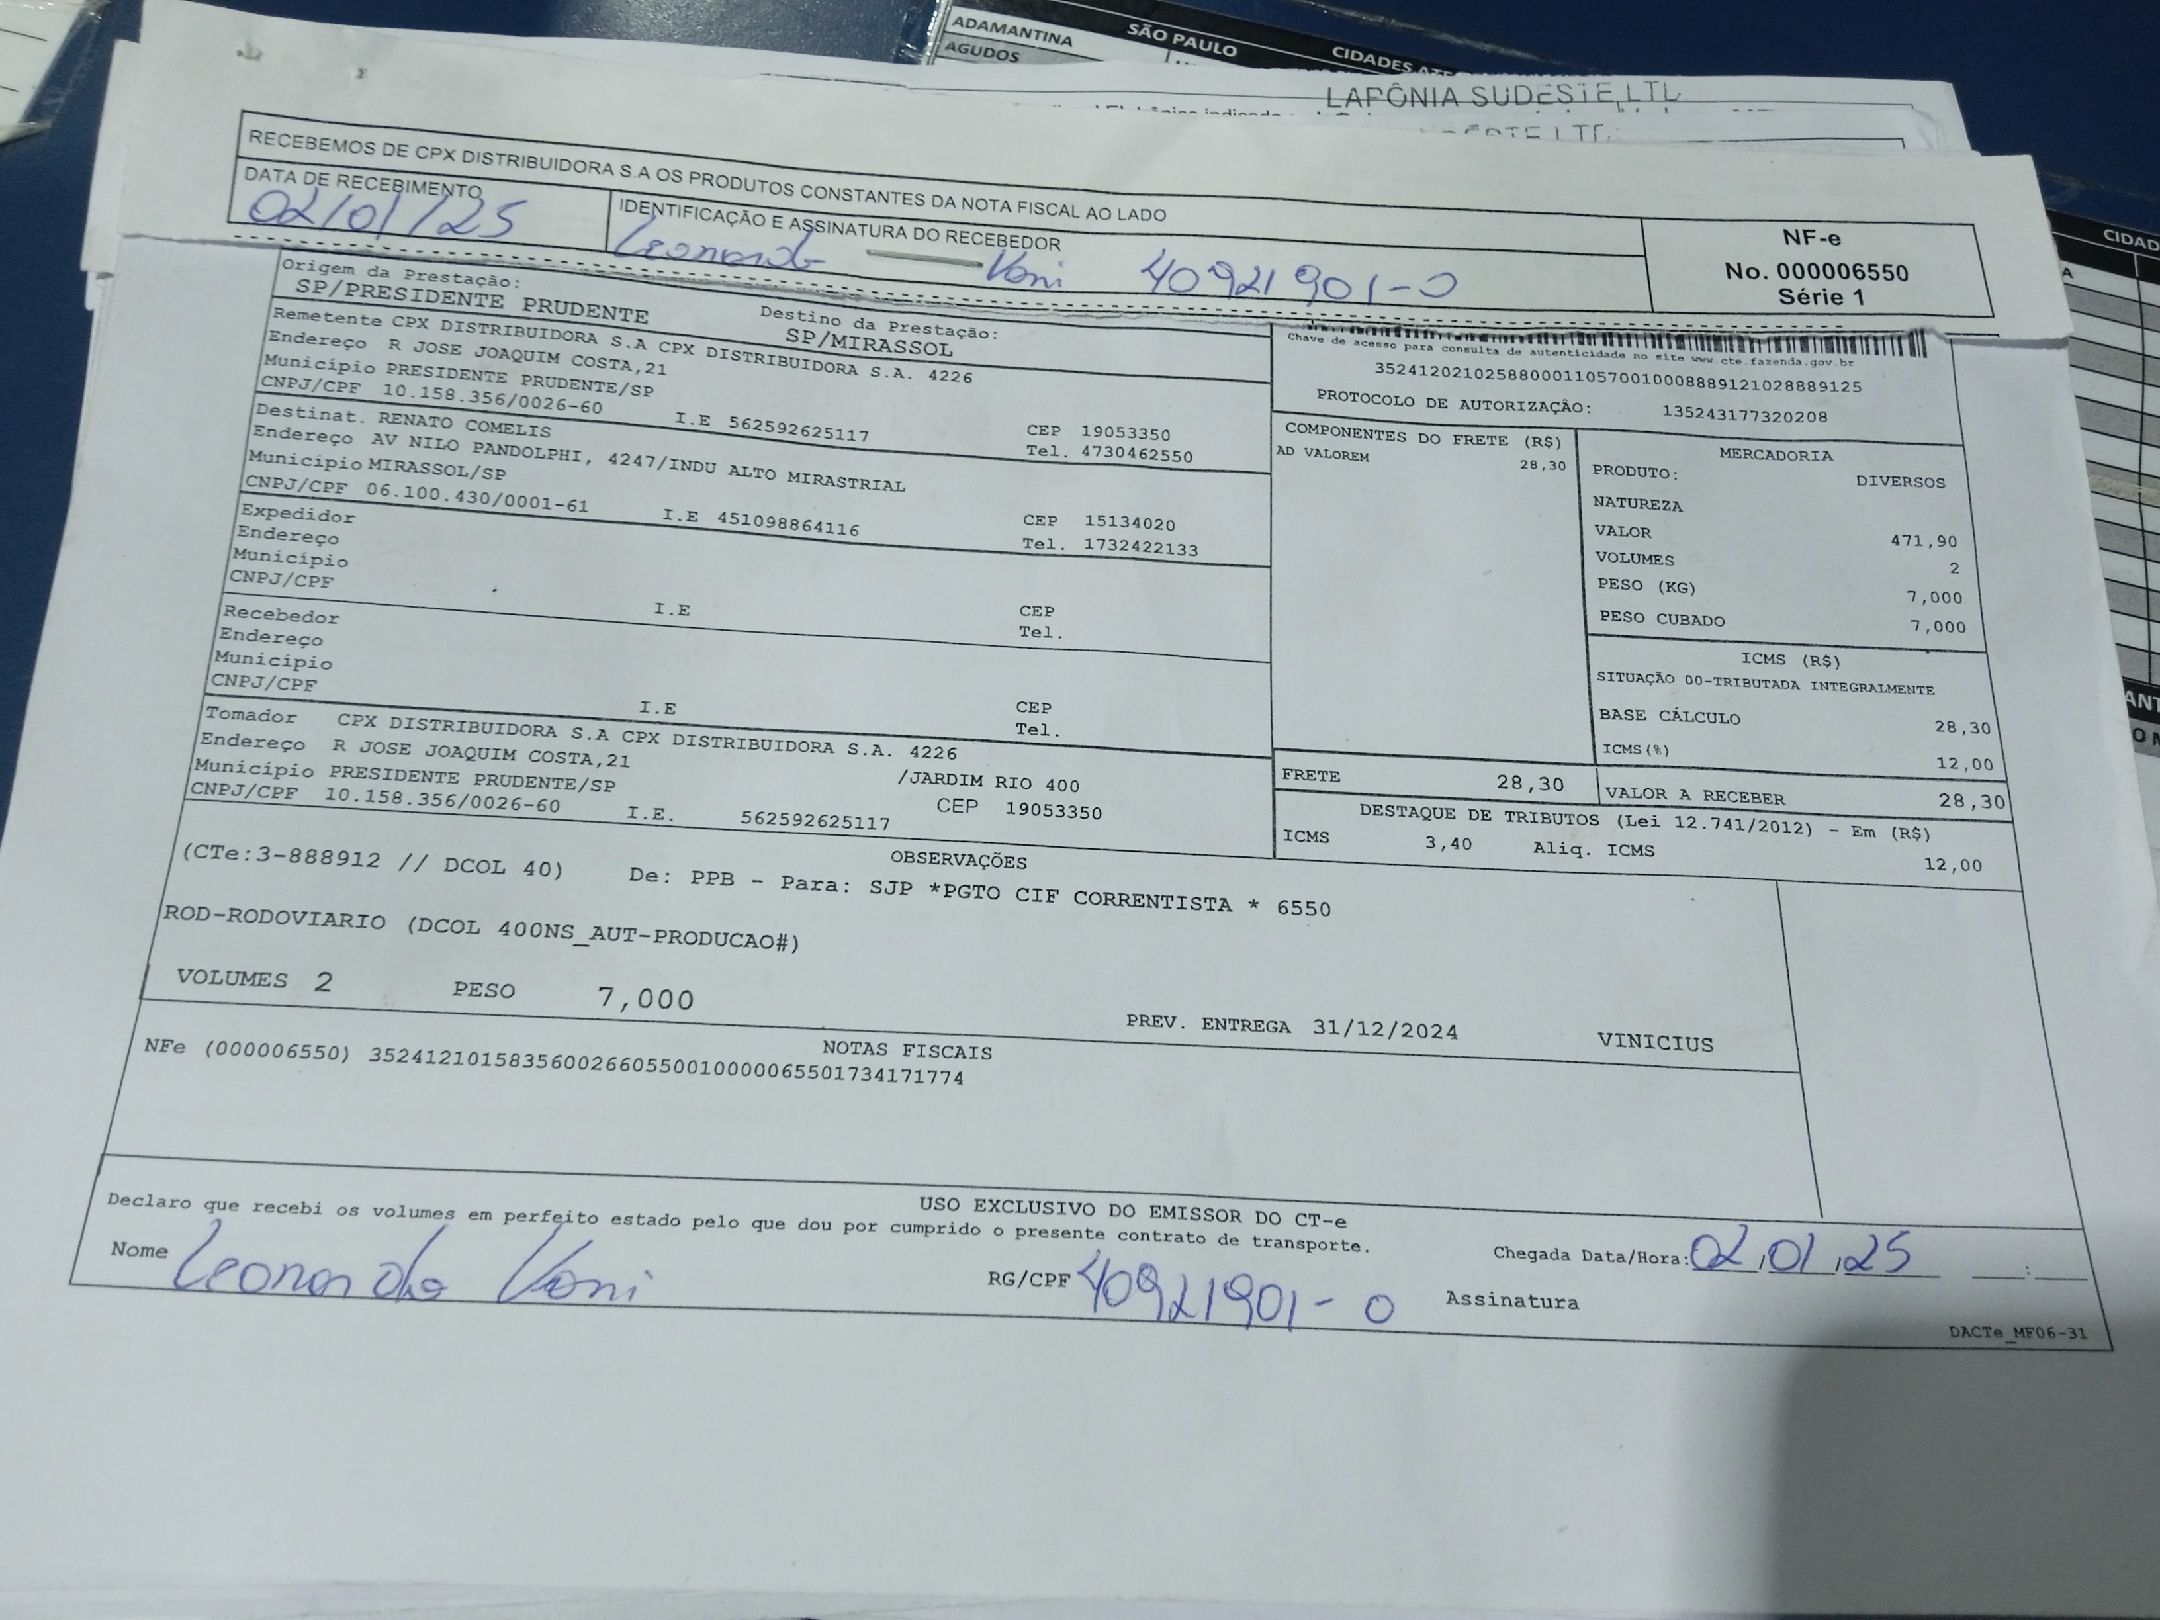 ADAMANTINA SÃO PAULO
AGUDOS
LAPÔNIA SUDESTE LTD
RECEBEMOS DE CPX DISTRIBUIDORA S.A OS PRODUTOS CONSTANTES DA NOTA FISCAL AO LADO
DATA DE RECEBIMENTO
02/01/25
IDENTIFICAÇÃO E ASSINATURA DO RECEBEDOR
Leonardo Voni 40921901-0
NF-e
No. 000006550
Série 1
CIDAD
Origem da Prestação:
SP/PRESIDENTE PRUDENTE
Destino da Prestação:
SP/MIRASSOL
Remetente CPX DISTRIBUIDORA S.A CPX DISTRIBUIDORA S.A. 4226
Endereço R JOSE JOAQUIM COSTA,21
Município PRESIDENTE PRUDENTE/SP
CEP 19053350
CNPJ/CPF 10.158.356/0026-60 I.E 562592625117
Tel. 4730462550
Destinat. RENATO COMELIS
Endereço AV NILO PANDOLPHI, 4247/INDU ALTO MIRASTRIAL
Município MIRASSOL/SP
CEP 15134020
CNPJ/CPF 06.100.430/0001-61 I.E 451098864116
Tel. 1732422133
Expedidor
Endereço
Município
CEP
CNPJ/CPF I.E
Tel.
Recebedor
Endereço
Município
CEP
CNPJ/CPF I.E
Tel.
Tomador CPX DISTRIBUIDORA S.A CPX DISTRIBUIDORA S.A. 4226
Endereço R JOSE JOAQUIM COSTA,21 /JARDIM RIO 400
Município PRESIDENTE PRUDENTE/SP CEP 19053350
CNPJ/CPF 10.158.356/0026-60 I.E. 562592625117
Chave de acesso para consulta de autenticidade no site www.cte.fazenda.gov.br
35241202102588000110570010008889121028889125
PROTOCOLO DE AUTORIZAÇÃO: 135243177320208
COMPONENTES DO FRETE (R$)
AD VALOREM 28,30
MERCADORIA
PRODUTO: DIVERSOS
NATUREZA
VALOR 471,90
VOLUMES 2
PESO (KG) 7,000
PESO CUBADO 7,000
ICMS (R$)
SITUAÇÃO 00-TRIBUTADA INTEGRALMENTE
BASE CÁLCULO 28,30
ICMS(%) 12,00
FRETE 28,30
VALOR A RECEBER 28,30
DESTAQUE DE TRIBUTOS (Lei 12.741/2012) - Em (R$)
ICMS 3,40 Aliq. ICMS 12,00
OBSERVAÇÕES
(CTe:3-888912 // DCOL 40) De: PPB - Para: SJP *PGTO CIF CORRENTISTA * 6550
ROD-RODOVIARIO (DCOL 400NS_AUT-PRODUCAO#)
VOLUMES 2 PESO 7,000
PREV. ENTREGA 31/12/2024 VINICIUS
NOTAS FISCAIS
NFe (000006550) 35241210158356002660550010000065501734171774
USO EXCLUSIVO DO EMISSOR DO CT-e
Declaro que recebi os volumes em perfeito estado pelo que dou por cumprido o presente contrato de transporte.
Nome Leonardo Voni
RG/CPF 40921901-0
Chegada Data/Hora: 02,01,25 __:__
Assinatura
DACTe_MF06-31